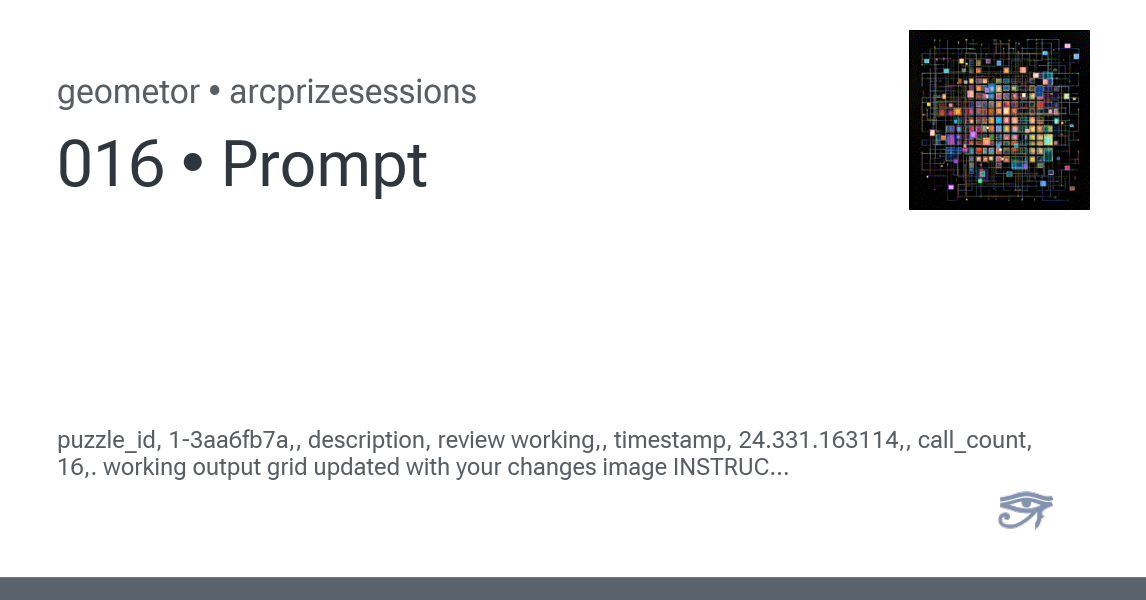 geometor • arcprizesessions
016 • Prompt
puzzle_id, 1-3aa6fb7a,, description, review working,, timestamp, 24.331.163114,, call_count,
16,. working output grid updated with your changes image INSTRUC...